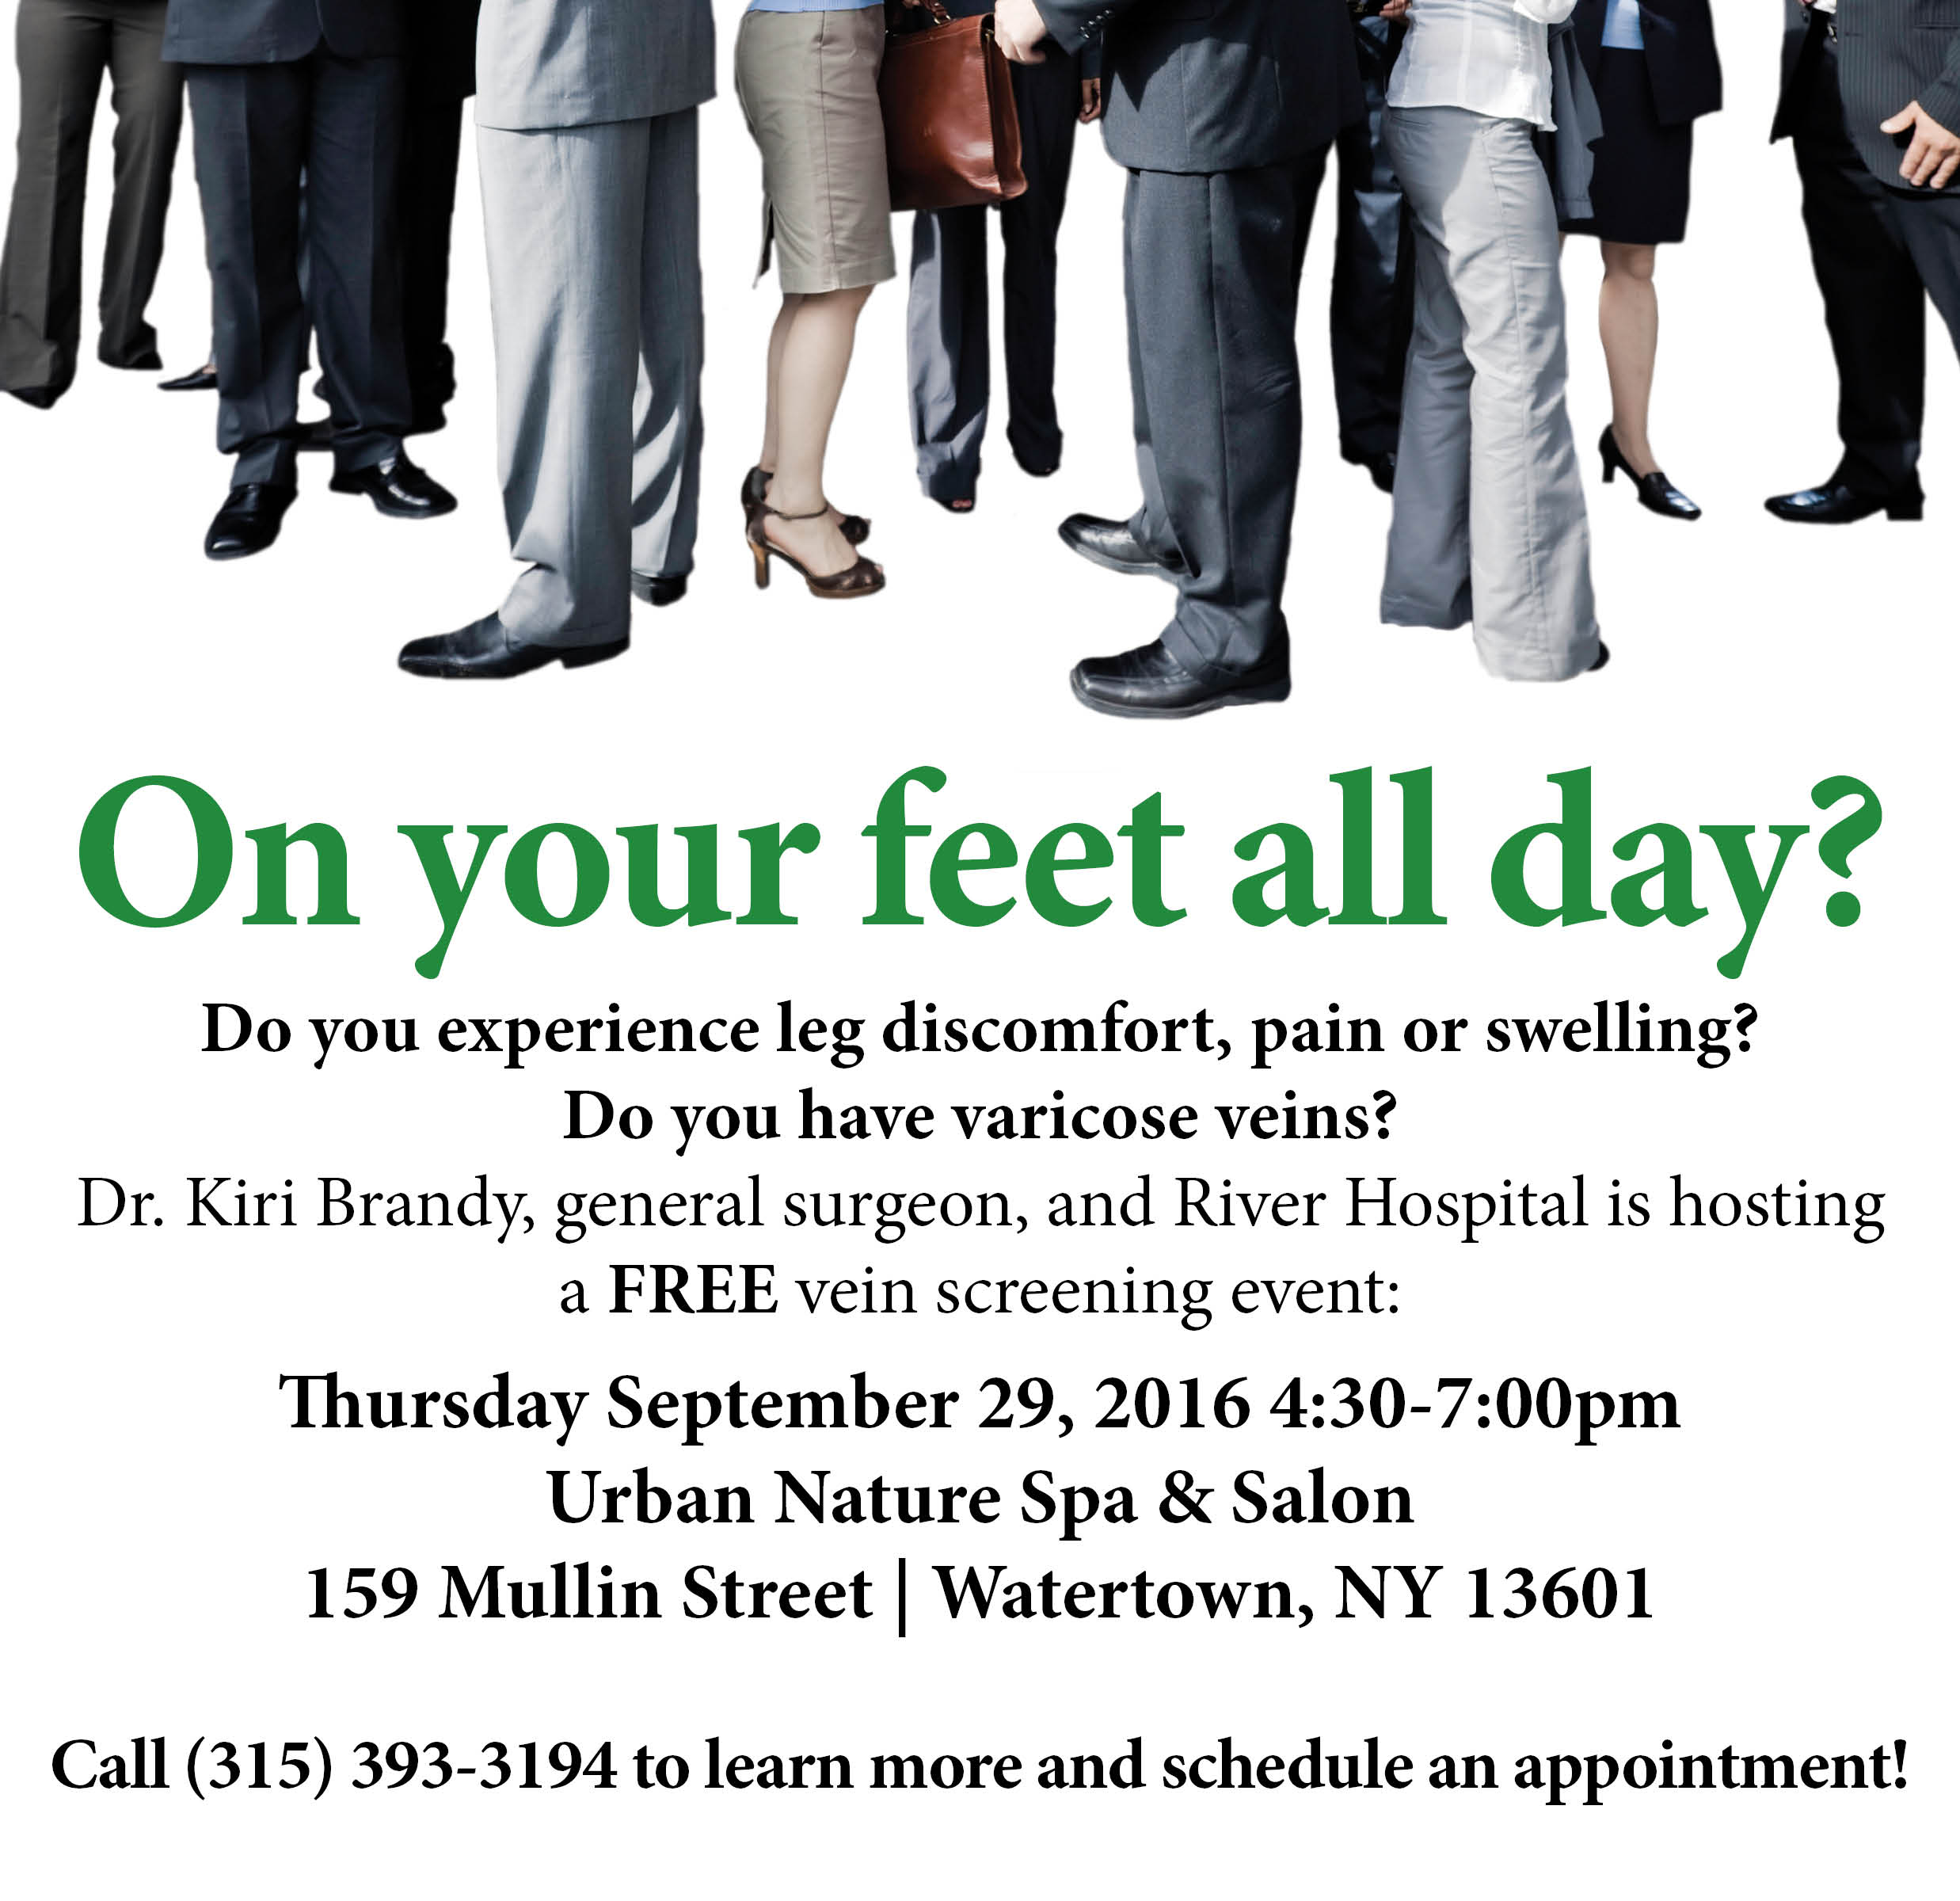 On your feet all day?
Do you experience leg discomfort, pain or swelling?
Do you have varicose veins?
Dr. Kiri Brandy, general surgeon, and River Hospital is hosting
a FREE vein screening event:
Thursday September 29, 2016 4:30-7:00pm
Urban Nature Spa & Salon
159 Mullin Street | Watertown, NY 13601
Call (315) 393-3194 to learn more and schedule an appointment!